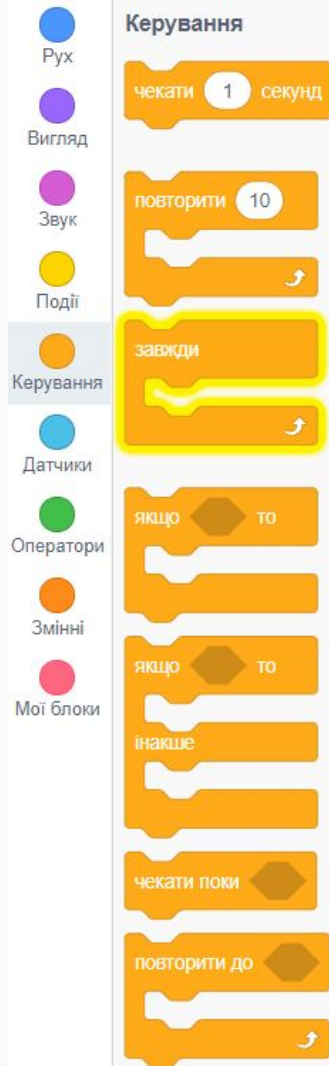 Рух
Вигляд
Звук
Події
Керування
Датчики
Оператори
Змінні
Мої блоки
Керування
чекати 1 секунд
повторити 10
завжди
якщо то
якщо то
інакше
чекати поки
повторити до